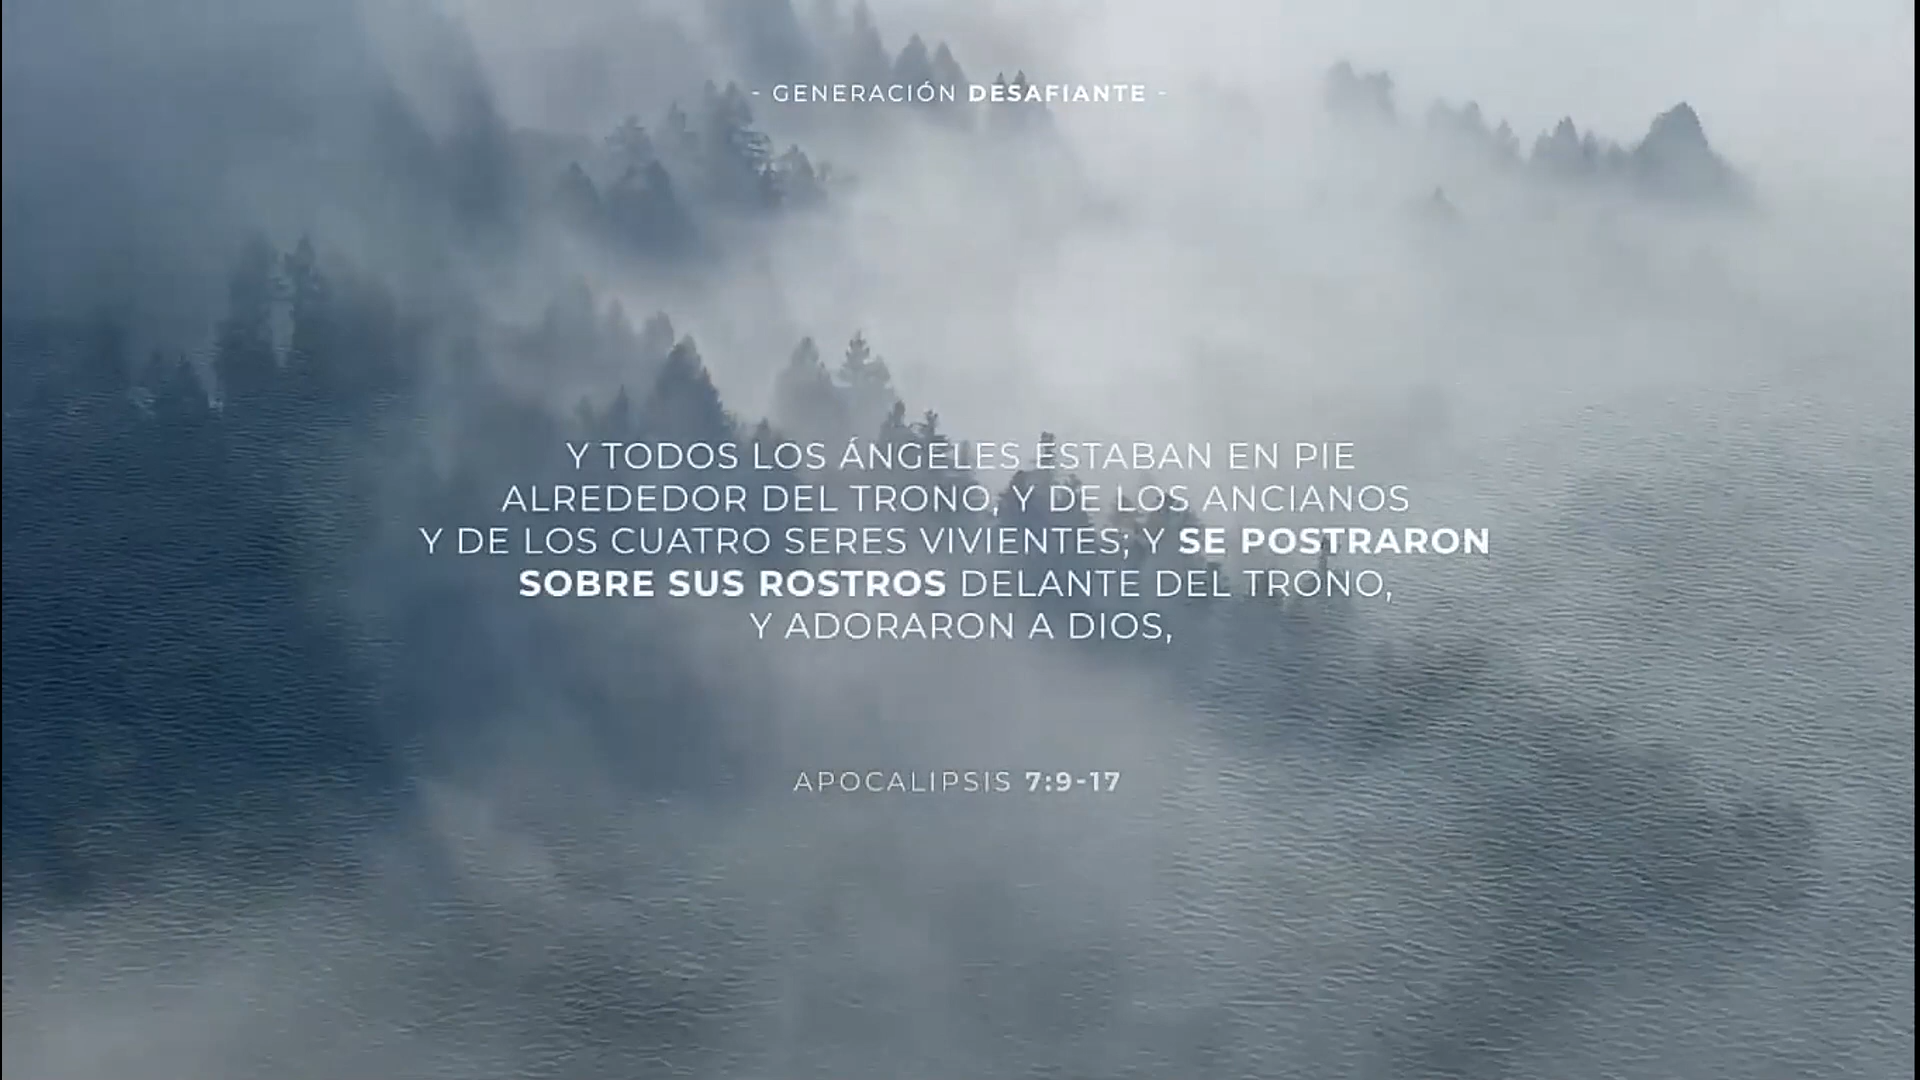 - GENERACIÓN DESAFIANTE -
Y TODOS LOS ÁNGELES ESTABAN EN PIE
ALREDEDOR DEL TRONO, Y DE LOS ANCIANOS
Y DE LOS CUATRO SERES VIVIENTES; Y SE POSTRARON
SOBRE SUS ROSTROS DELANTE DEL TRONO,
Y ADORARON A DIOS,
APOCALIPSIS 7:9-17